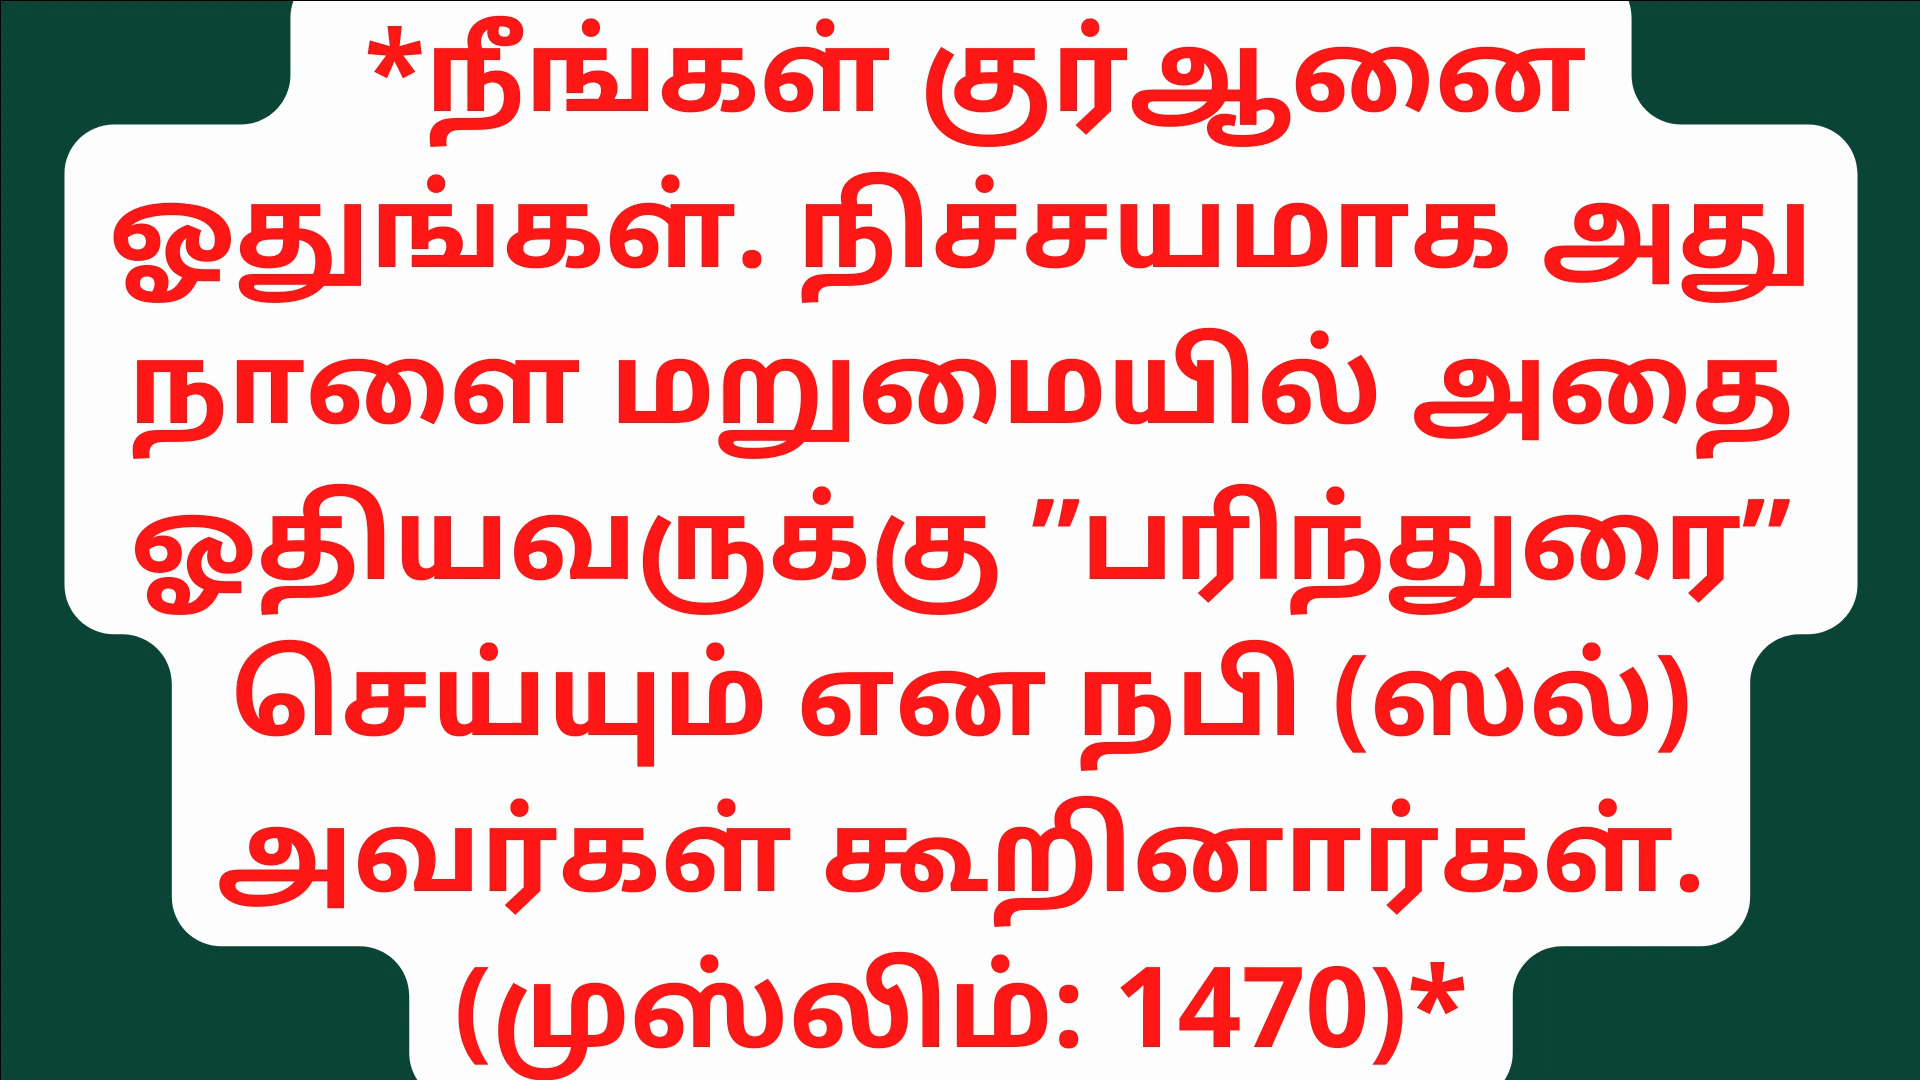 *நீங்கள் குர்ஆனை
ஓதுங்கள். நிச்சயமாக அது
நாளை மறுமையில் அதை
ஓதியவருக்கு "பரிந்துரை"
செய்யும் என நபி (ஸல்)
அவர்கள் கூறினார்கள்.
(முஸ்லிம்: 1470)*